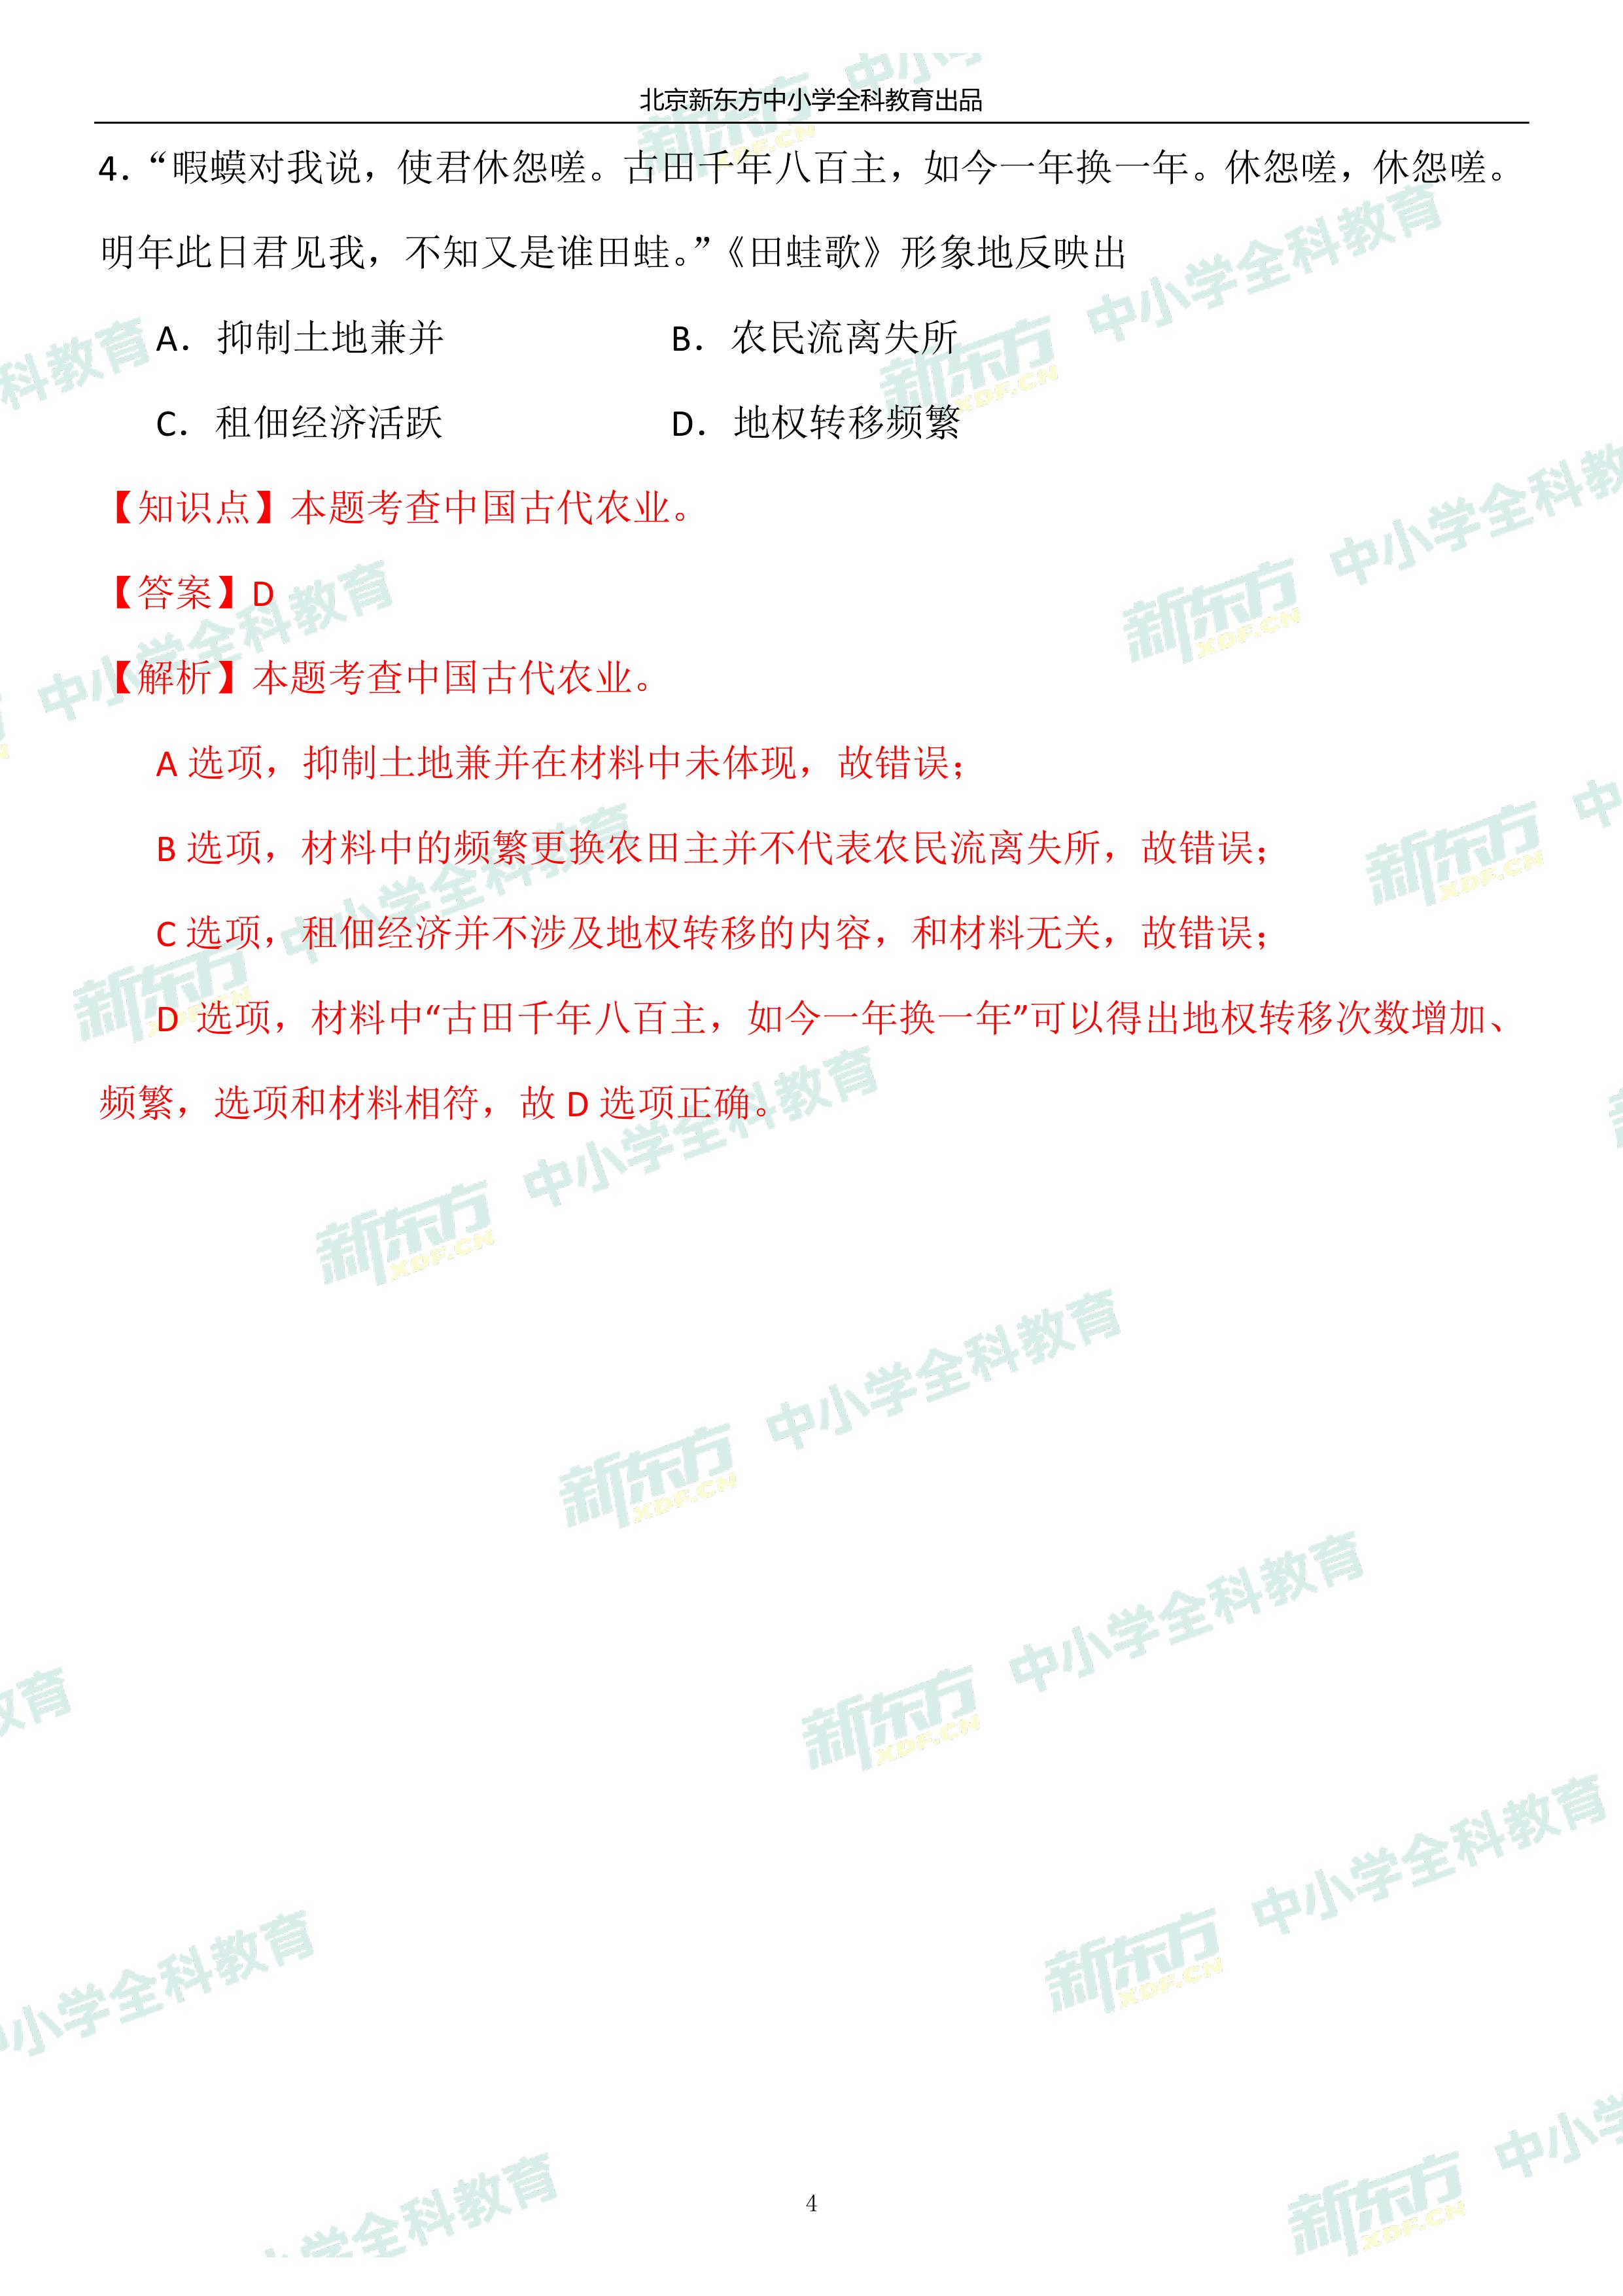 北京新东方中小学全科教育出品
4．“暇蟆对我说，使君休怨嗟。古田千年八百主，如今一年换一年。休怨嗟，休怨嗟。
明年此日君见我，不知又是谁田蛙。”《田蛙歌》形象地反映出
A．抑制土地兼并 B．农民流离失所
C．租佃经济活跃 D．地权转移频繁
【知识点】本题考查中国古代农业。
【答案】D
【解析】本题考查中国古代农业。
A 选项，抑制土地兼并在材料中未体现，故错误；
B 选项，材料中的频繁更换农田主并不代表农民流离失所，故错误；
C 选项，租佃经济并不涉及地权转移的内容，和材料无关，故错误；
D 选项，材料中“古田千年八百主，如今一年换一年”可以得出地权转移次数增加、
频繁，选项和材料相符，故 D 选项正确。
新东方 XDF.CN 中小学全科教育
4